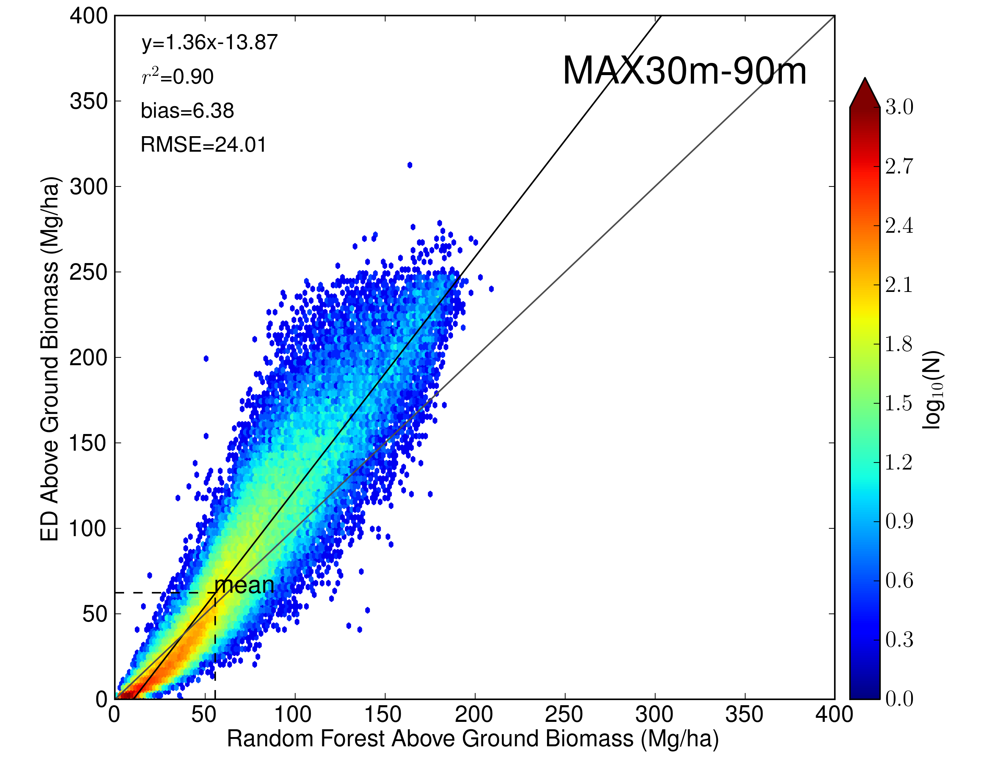 y=1.36x-13.87
r²=0.90
bias=6.38
RMSE=24.01
MAX30m-90m
mean
ED Above Ground Biomass (Mg/ha)
400
350
300
250
200
150
100
50
0
0 50 100 150 200 250 300 350 400
Random Forest Above Ground Biomass (Mg/ha)
3.0
2.7
2.4
2.1
1.8
1.5
1.2
0.9
0.6
0.3
0.0
log₁₀(N)